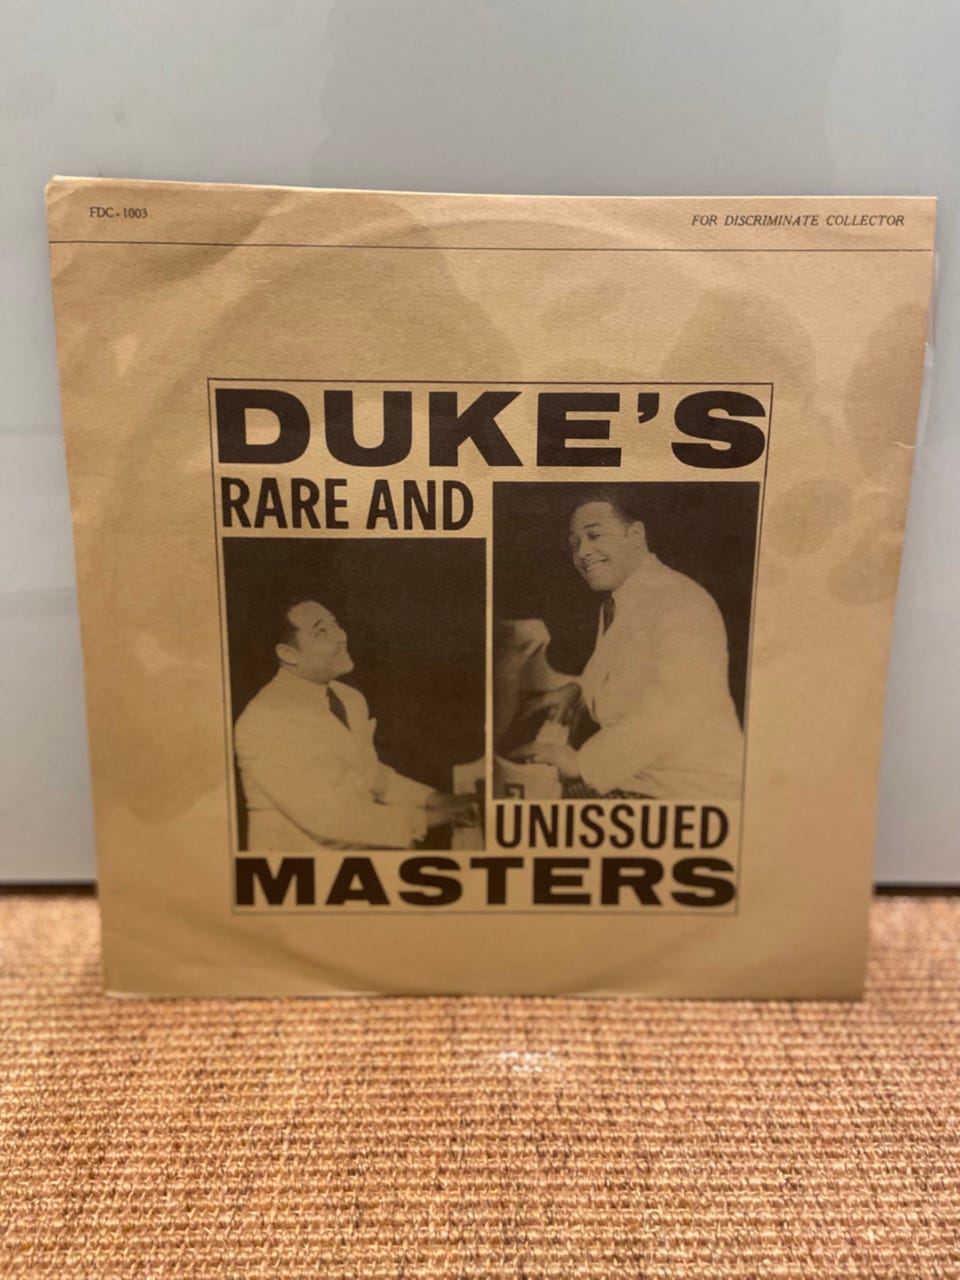 FDC-1003
FOR DISCRIMINATE COLLECTOR
DUKE'S
RARE AND
UNISSUED
MASTERS